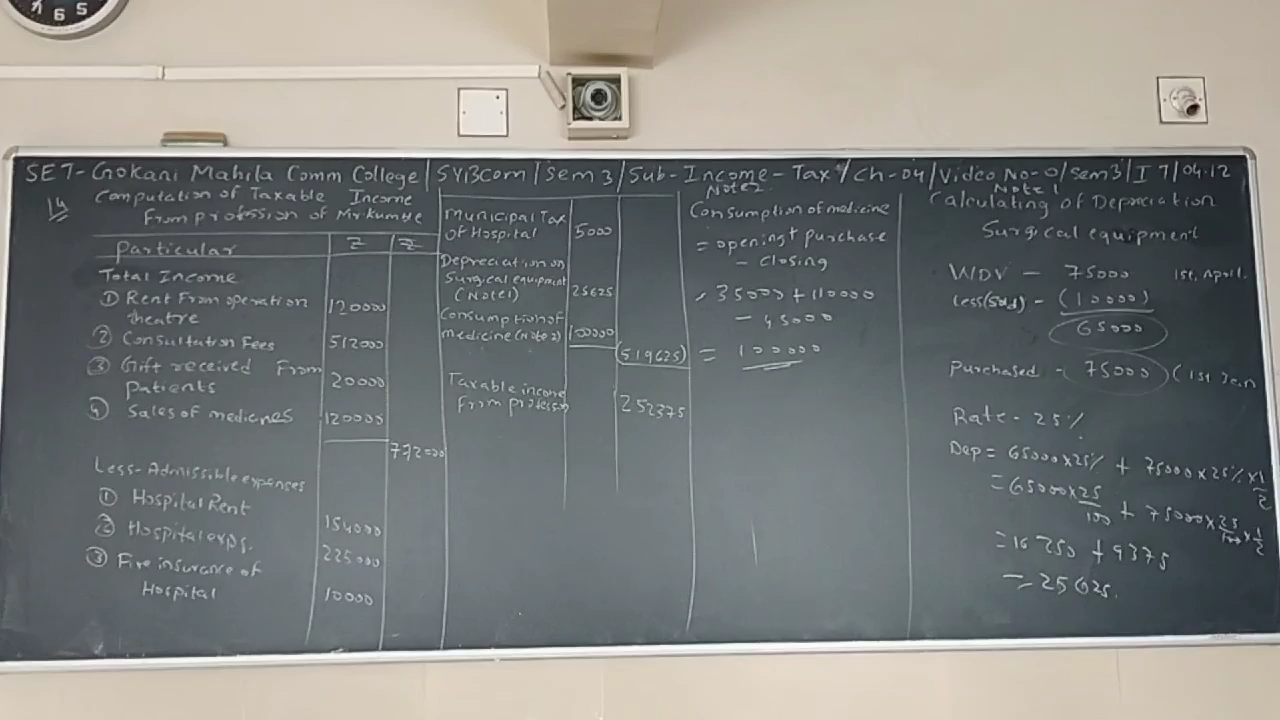 SET- Gokani Mahila Comm College / SYBCom / Sem 3 / Sub- Income-Tax / Ch-04 / Video No-01 / Sem 3 / I T / 04.12
14
Computation of Taxable Income
From profession of Mr.
Particular ₹ ₹
Total Income
① Rent From operation
theatre 120000
② Consultation Fees 512000
③ Gift received From
Patients 20000
④ Sales of medicines 120000
772000
Less- Admissible expenses
① Hospital Rent 154000
② Hospital exps. 225000
③ Fire insurance of
Hospital 10000
Municipal Tax
of Hospital 5000
Depreciation on
Surgical equipment
(Note1) 25625
Consumption of
medicine (Note 2) 100000
(519625)
Taxable income
From profession 252375
Note 2
Consumption of medicine
= opening + purchase
- closing
= 35000 + 110000
- 45000
= 100000
Note 1
Calculating of Depreciation
Surgical equipment
WDV - 75000 1st, April.
Less (Sold) - (10000)
65000
Purchased - 75000 (1st Jan
Rate - 25%
Dep = 65000 x 25% + 75000 x 25% x 1/2
= 65000 x 25/100 + 75000 x 25/100 x 1/2
= 16250 + 9375
= 25625.
6 5